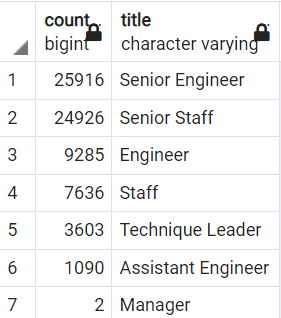 count title
bigint character varying
1 25916 Senior Engineer
2 24926 Senior Staff
3 9285 Engineer
4 7636 Staff
5 3603 Technique Leader
6 1090 Assistant Engineer
7 2 Manager